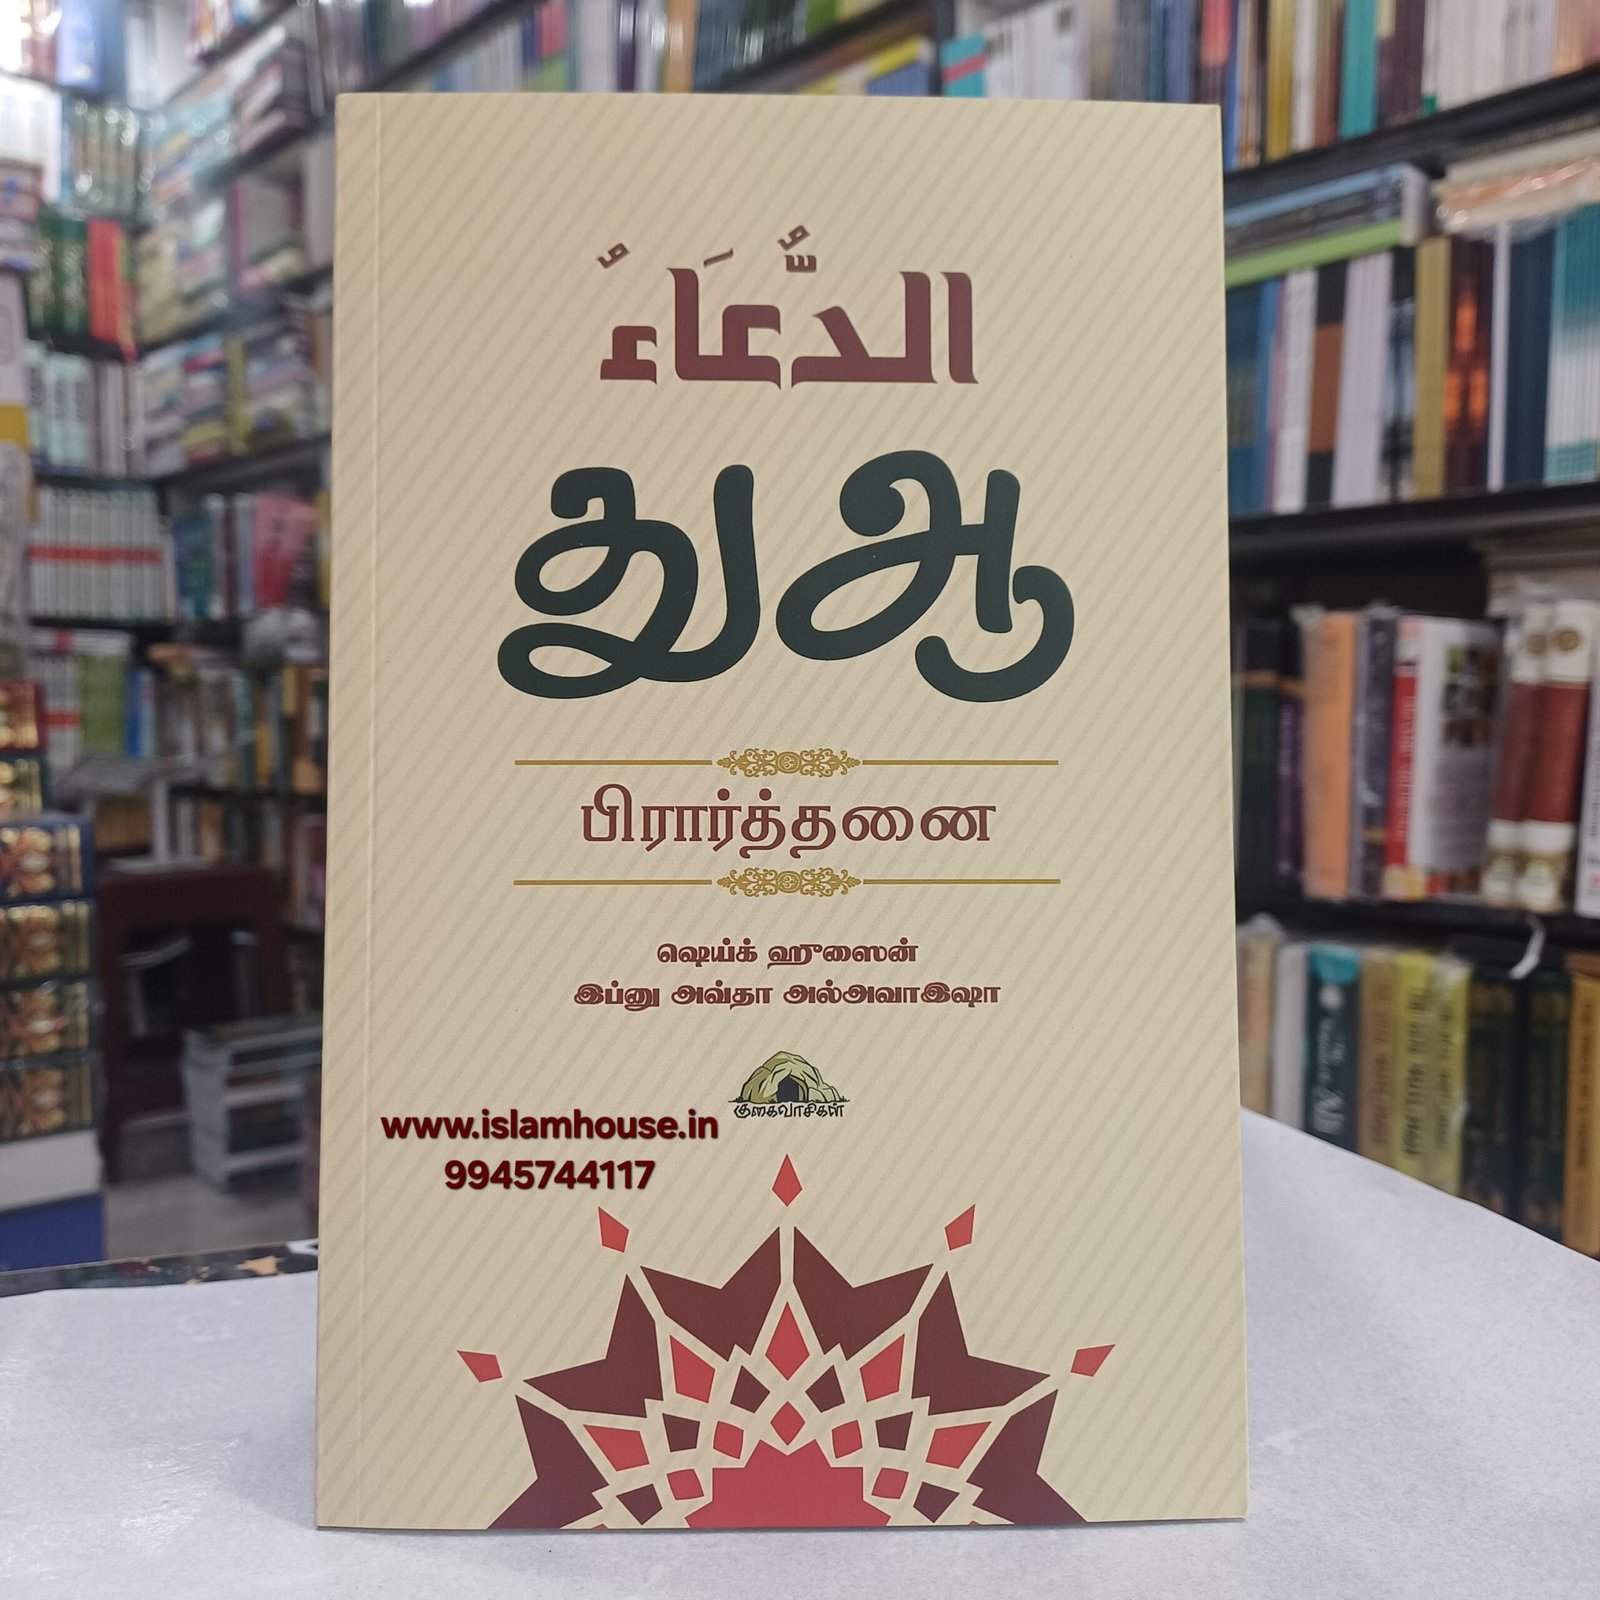 الدُّعَاءُ
துஆ
பிரார்த்தனை
ஷெய்க் ஹுஸைன்
இப்னு அவ்தா அல்அவாஇஷா
குகைவாசிகள்
www.islamhouse.in
9945744117